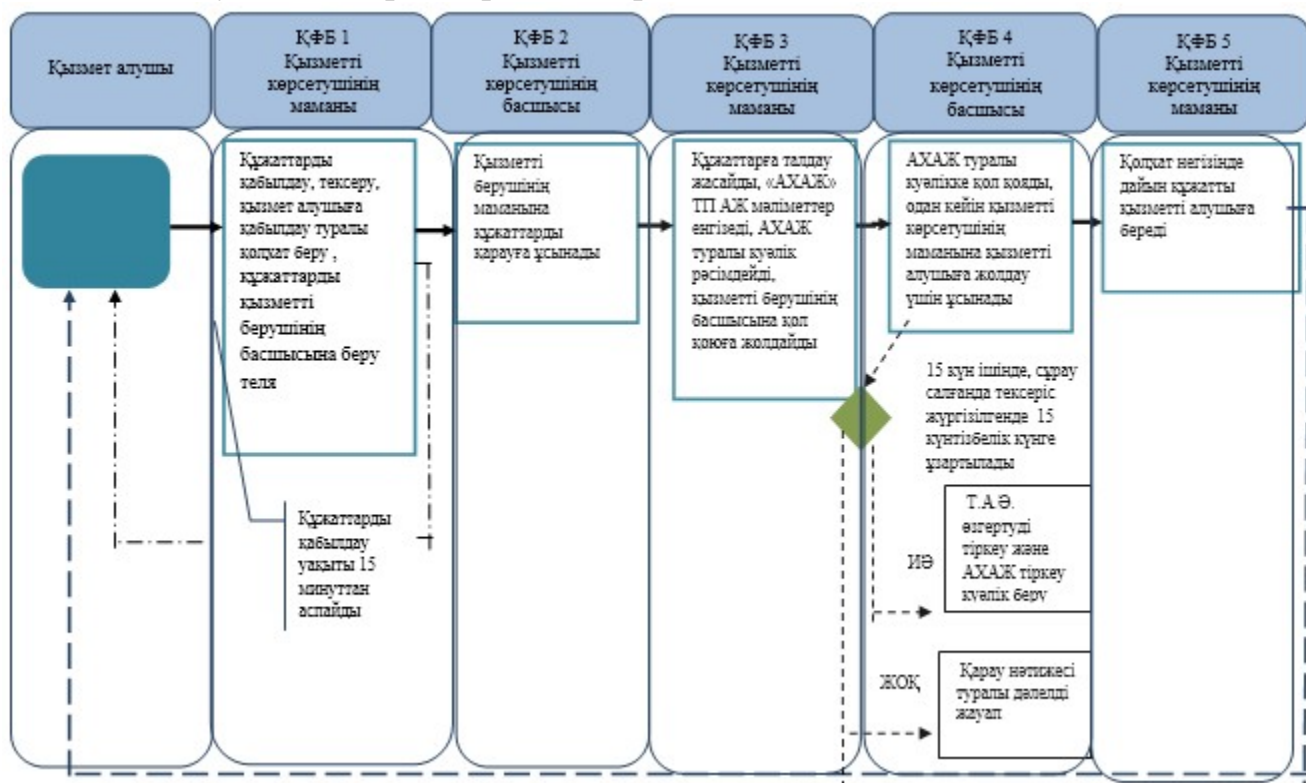 Қызмет алушы
ҚФБ 1
Қызметті
көрсетушінің
маманы
ҚФБ 2
Қызметті
көрсетушінің
басшысы
ҚФБ 3
Қызметті
көрсетушінің
маманы
ҚФБ 4
Қызметті
көрсетушінің
басшысы
ҚФБ 5
Қызметті
көрсетушінің
маманы
Құжаттарды
қабылдау, тексеру,
қызмет алушыға
қабылдау туралы
қолхат беру ,
құжаттарды
қызметті
берушінің
басшысына беру
теля
Қызметті
берушінің
маманына
құжаттарды
қарауға ұсынады
Құжаттарға талдау
жасайды, «АХАЖ»
ТП АЖ мәліметтер
енгізеді, АХАЖ
туралы куәлік
рәсімдейді,
қызметті берушінің
басшысына қол
қоюға жолдайды
АХАЖ туралы
куәлікке қол қояды,
одан кейін қызметті
көрсетушінің
маманына қызметті
алушыға жолдау
үшін ұсынады
Қолхат негізінде
дайын құжатты
қызметті алушыға
береді
15 күн ішінде, сұрау
салғанда тексеріс
жүргізілгенде 15
күнтізбелік күнге
ұзартылады
Құжаттарды
қабылдау
уақыты 15
минуттан
аспайды
ИӘ
Т.А.Ә.
өзгертуді
тіркеу және
АХАЖ тіркеу
куәлік беру
ЖОҚ
Қарау нәтижесі
туралы дәлелді
жауап